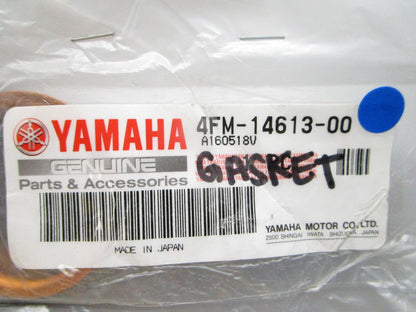 YAMAHA 4FM-14613-00
A160518V
GENUINE
GASKET
Parts & Accessories
MADE IN JAPAN
YAMAHA MOTOR CO.,LTD.
2500 SHINGAI IWATA SHIZUOKA JAPAN